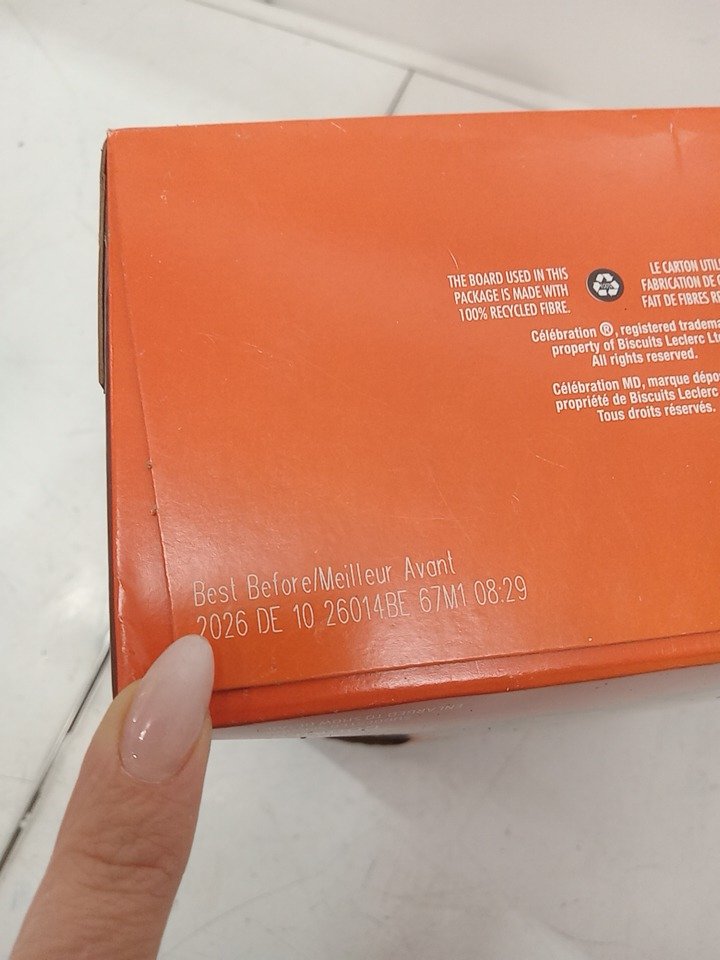 THE BOARD USED IN THIS
PACKAGE IS MADE WITH
100% RECYCLED FIBRE.
LE CARTON UTIL
FABRICATION DE
FAIT DE FIBRES RE
Célébration ®, registered tradema
property of Biscuits Leclerc Lt
All rights reserved.
Célébration MD, marque dépo
propriété de Biscuits Leclerc
Tous droits réservés.
Best Before/Meilleur Avant
2026 DE 10 26014BE 67M1 08:29